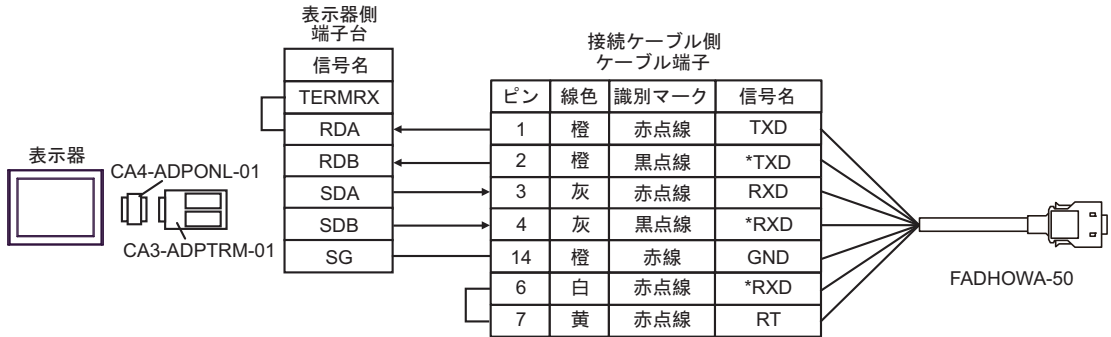 表示器側
端子台
信号名
TERMRX
RDA
RDB
SDA
SDB
SG
接続ケーブル側
ケーブル端子
ピン 線色 識別マーク 信号名
1 橙 赤点線 TXD
2 橙 黒点線 *TXD
3 灰 赤点線 RXD
4 灰 黒点線 *RXD
14 橙 赤線 GND
6 白 赤点線 *RXD
7 黄 赤点線 RT
表示器
CA4-ADPONL-01
CA3-ADPTRM-01
FADHOWA-50